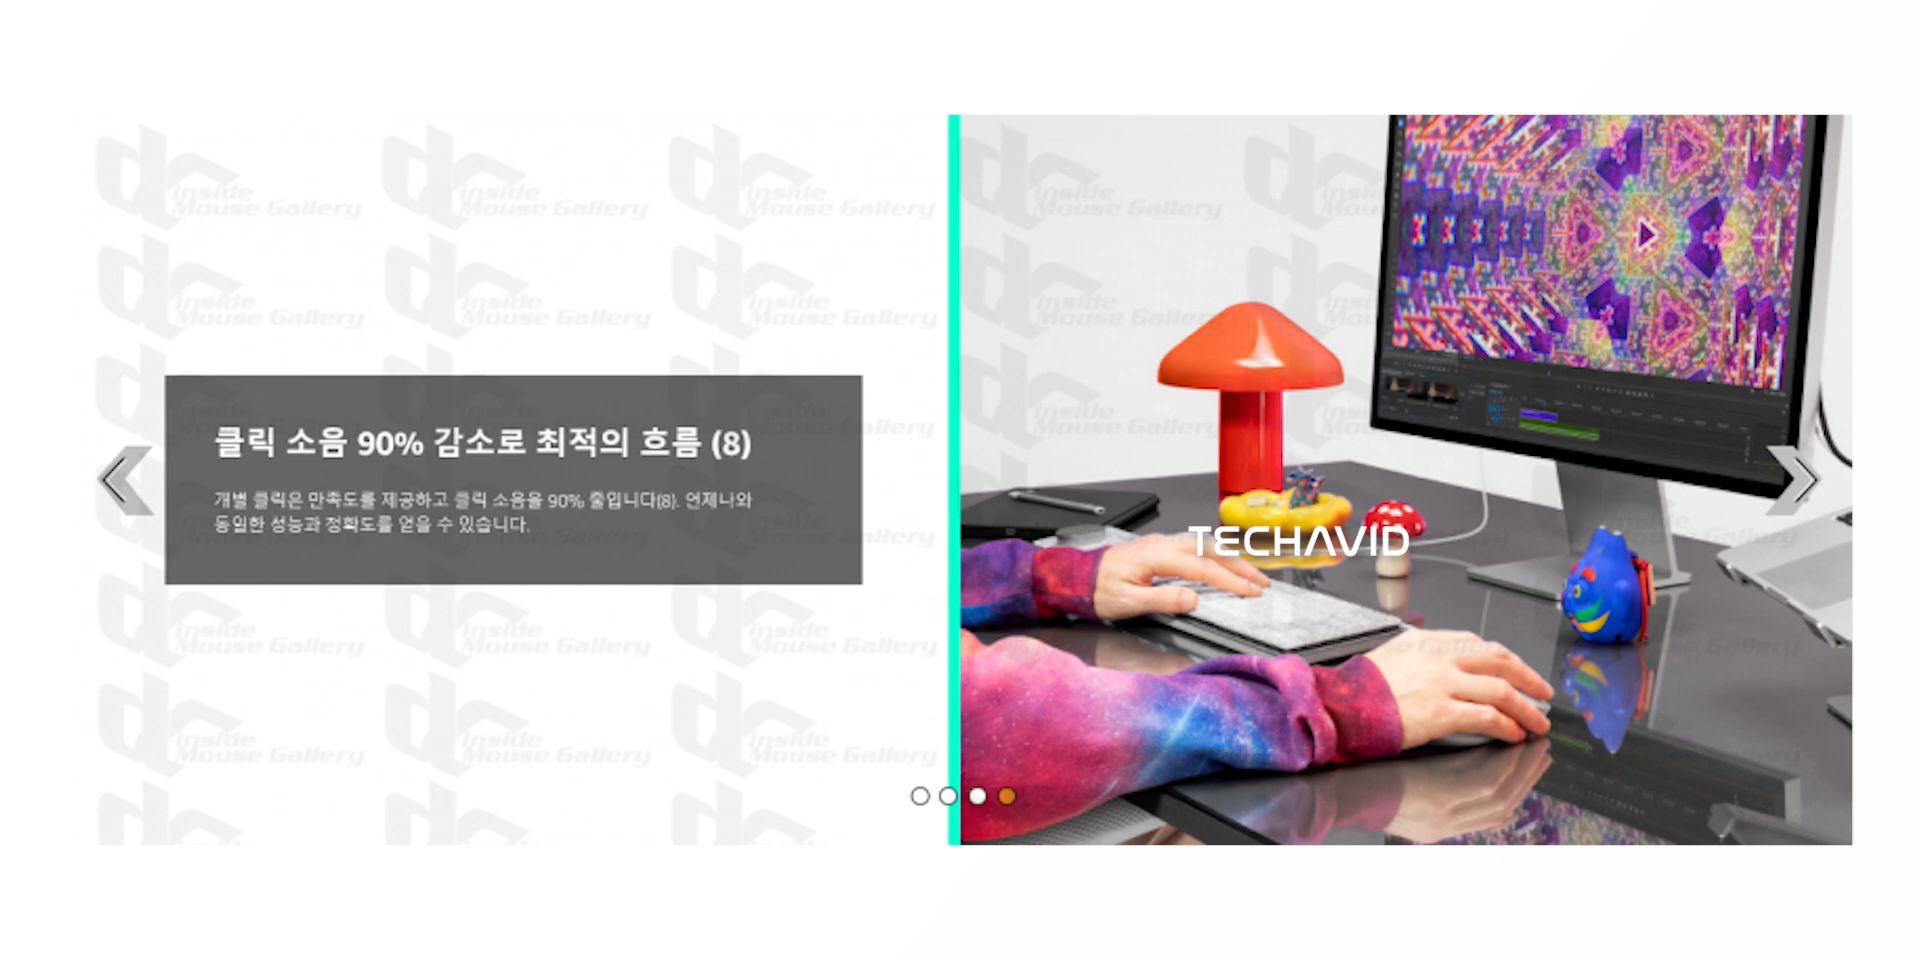 클릭 소음 90% 감소로 최적의 흐름 (8)
개별 클릭은 만족도를 제공하고 클릭 소음을 90% 줄입니다(8). 언제나와
동일한 성능과 정확도를 얻을 수 있습니다.
TECHAVID
dc inside
Mouse Gallery